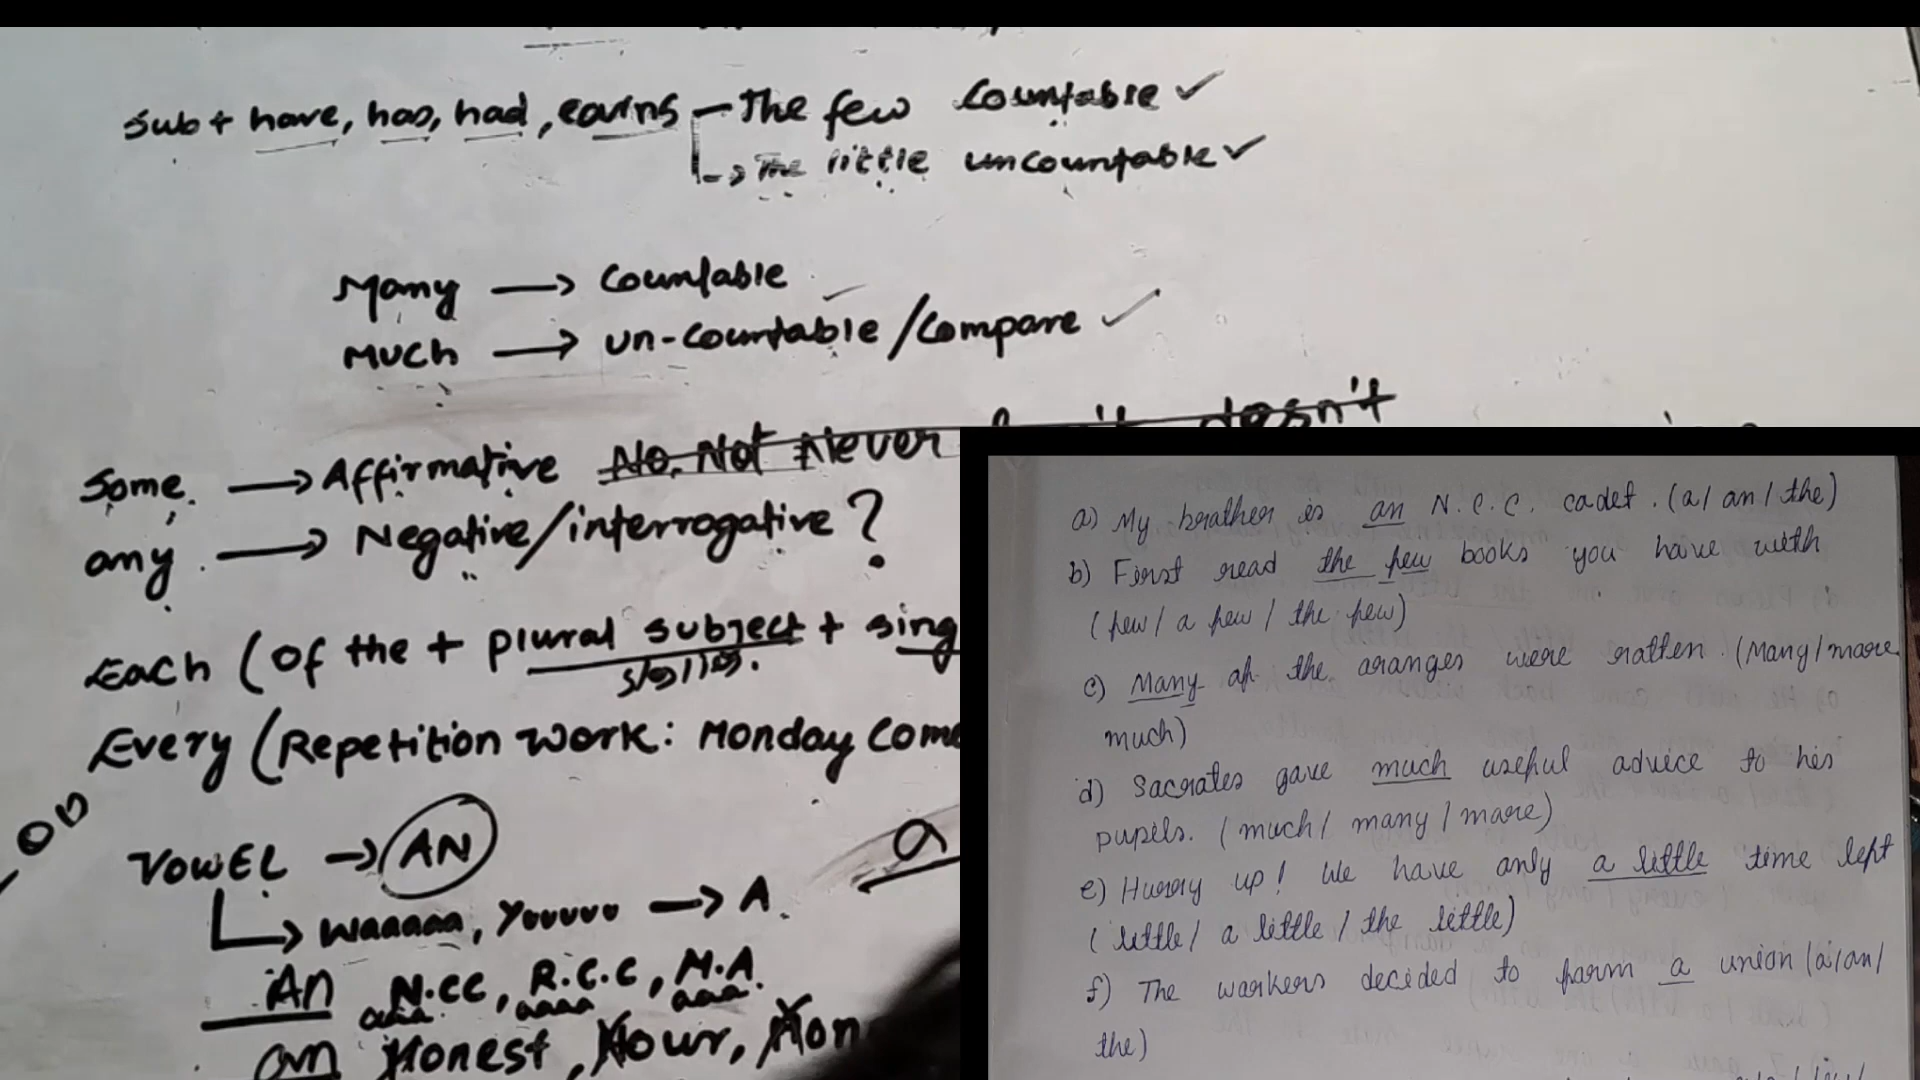 sub + have, has, had, earns - The few Countable ✓
The little uncountable ✓
Many → Countable
Much → un-countable / Compare ✓
Some → Affirmative No, Not Never doesn't
any → Negative/interrogative ?
Each (of the + plural subject + sing
Every (Repetition work: Monday Come
VOWEL → AN a
waaaaa, Yovvvvo → A.
An N.CC, R.C.C, M.A.
aaaa aaaa aaaa
an Honest, Hour, Hon
a) My brother is an N.C.C. cadet. (a/ an / the)
b) First read the few books you have with
(few / a few / the few)
c) Many of the oranges were rotten. (Many/more
much)
d) Socrates gave much useful advice to his
pupils. (much/ many / more)
e) Hurry up! We have only a little time left
(little/ a little / the little)
f) The workers decided to form a union (a/an/
the)